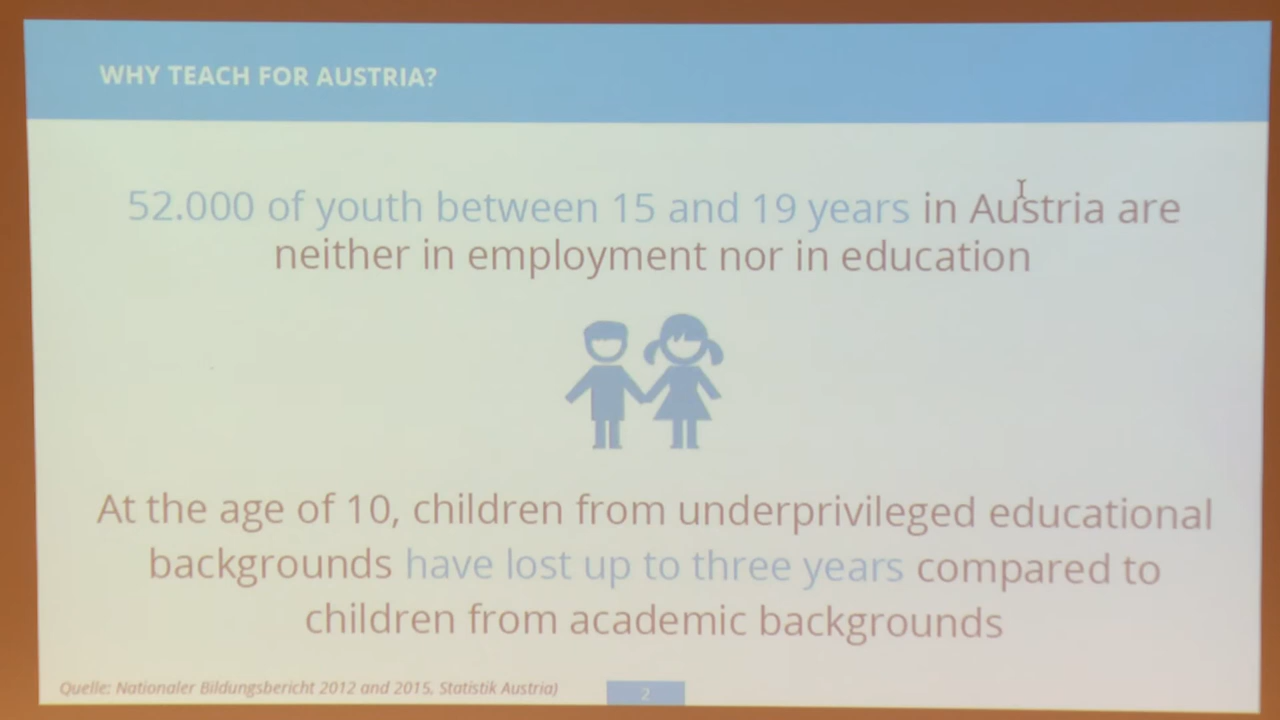 WHY TEACH FOR AUSTRIA?
52.000 of youth between 15 and 19 years in Austria are
neither in employment nor in education
At the age of 10, children from underprivileged educational
backgrounds have lost up to three years compared to
children from academic backgrounds
Quelle: Nationaler Bildungsbericht 2012 and 2015, Statistik Austria)
2